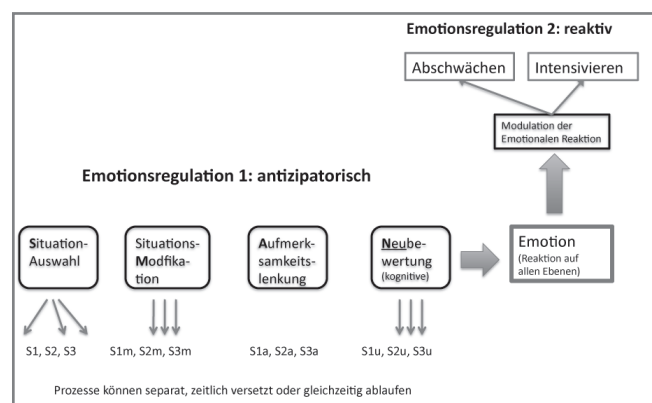 Emotionsregulation 2: reaktiv
Abschwächen
Intensivieren
Modulation der
Emotionalen Reaktion
Emotionsregulation 1: antizipatorisch
Situation-
Auswahl
Situations-
Modfika-
tion
Aufmerk-
samkeits-
lenkung
Neube-
wertung
(kognitive)
Emotion
(Reaktion auf
allen Ebenen)
S1, S2, S3
S1m, S2m, S3m
S1a, S2a, S3a
S1u, S2u, S3u
Prozesse können separat, zeitlich versetzt oder gleichzeitig ablaufen